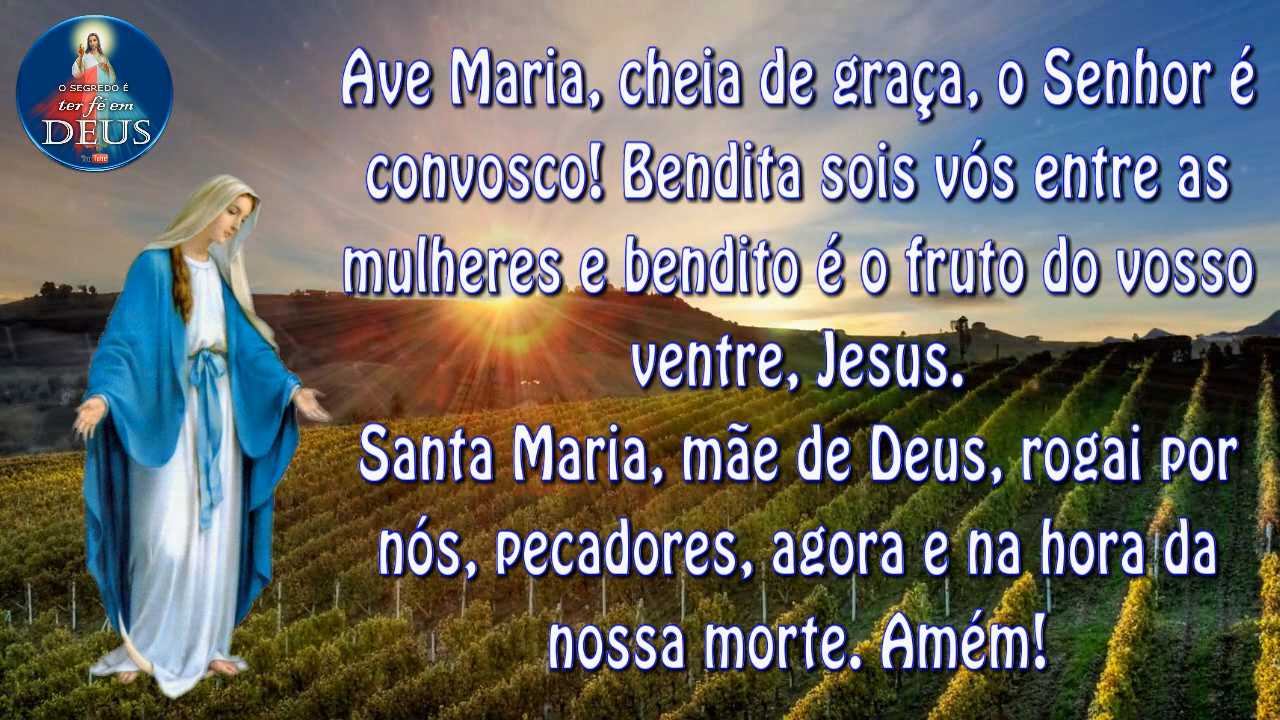 O SEGREDO É
ter fé em
DEUS
YouTube
Ave Maria, cheia de graça, o Senhor é
convosco! Bendita sois vós entre as
mulheres e bendito é o fruto do vosso
ventre, Jesus.
Santa Maria, mãe de Deus, rogai por
nós, pecadores, agora e na hora da
nossa morte. Amém!